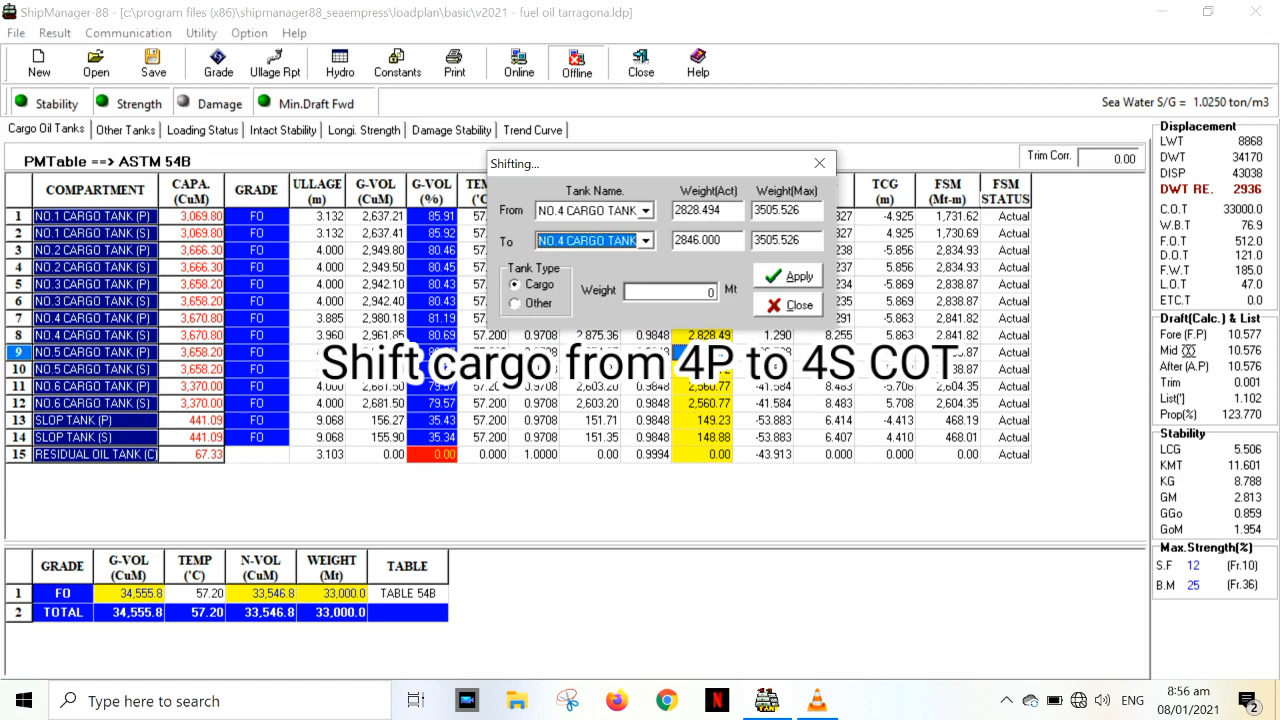 ShipManager-88 - [c:\program files (x86)\shipmanager88_seaempress\loadplan\basic\v2021 - fuel oil tarragona.ldp]
File Result Communication Utility Option Help
New Open Save Grade Ullage Rpt Hydro Constants Print Online Offline Close Help
Stability Strength Damage Min.Draft Fwd Sea Water S/G = 1.0250 ton/m3
Cargo Oil Tanks Other Tanks Loading Status Intact Stability Longi. Strength Damage Stability Trend Curve
PMTable ==> ASTM 54B Trim Corr. 0.00
COMPARTMENT CAPA. (CuM) GRADE ULLAGE (m) G-VOL (CuM) G-VOL (%) TCG (m) FSM (Mt-m) FSM STATUS
1 NO.1 CARGO TANK (P) 3,069.80 FO 3.132 2,637.21 85.91 57. 827 -4.925 1,731.62 Actual
2 NO.1 CARGO TANK (S) 3,069.80 FO 3.132 2,637.41 85.92 57. 827 4.925 1,730.69 Actual
3 NO.2 CARGO TANK (P) 3,666.30 FO 4.000 2,949.80 80.46 57. -5.856 2,834.93 Actual
4 NO.2 CARGO TANK (S) 3,666.30 FO 4.000 2,949.50 80.45 57. 5.856 2,834.93 Actual
5 NO.3 CARGO TANK (P) 3,658.20 FO 4.000 2,942.10 80.43 57. 236 -5.863 2,838.87 Actual
6 NO.3 CARGO TANK (S) 3,658.20 FO 4.000 2,942.40 80.43 57. 235 5.863 2,838.87 Actual
7 NO.4 CARGO TANK (P) 3,670.80 FO 3.885 2,980.18 81.19 57. 291 -5.863 2,838.94 Actual
8 NO.4 CARGO TANK (S) 3,670.80 FO 3.960 2,961.85 80.69 57.200 0.9708 2,875.36 0.9848 2,828.49 1.290 8.255 5.863 2,838.94 Actual
9 NO.5 CARGO TANK (P) 3,658.20 FO Actual
10 NO.5 CARGO TANK (S) 3,658.20 FO Actual
11 NO.6 CARGO TANK (P) 3,370.00 FO 4.000 2,681.50 79.57 57.200 0.9708 2,603.20 0.9848 2,560.77 -41.584 8.483 -5.708 2,604.35 Actual
12 NO.6 CARGO TANK (S) 3,370.00 FO 4.000 2,681.50 79.57 57.200 0.9708 2,603.20 0.9848 2,560.77 -41.584 8.483 5.708 2,604.35 Actual
13 SLOP TANK (P) 441.09 FO 9.068 156.27 35.43 57.200 0.9708 151.71 0.9848 149.23 -53.883 6.414 -4.413 468.19 Actual
14 SLOP TANK (S) 441.09 FO 9.068 155.90 35.34 57.200 0.9708 151.35 0.9848 148.88 -53.883 6.407 4.410 468.01 Actual
15 RESIDUAL OIL TANK (C) 67.33 3.103 0.00 0.00 1.0000 0.00 0.9994 0.00 -43.913 0.000 0.000 0.00 Actual
Shifting...
Tank Name. Weight(Act) Weight(Max)
From NO.4 CARGO TANK 2828.494 3505.526
To NO.4 CARGO TANK 2846.000 3505.526
Tank Type
Cargo
Other
Weight 0 Mt
Apply
Close
Shift cargo from 4P to 4S COT
GRADE G-VOL (CuM) TEMP ('C) N-VOL (CuM) WEIGHT (Mt) TABLE
1 FO 34,555.8 57.20 33,546.8 33,000.0 TABLE 54B
2 TOTAL 34,555.8 57.20 33,546.8 33,000.0
Displacement
LWT 8868
DWT 34170
DISP 43038
DWT RE. 2936
C.O.T 33000.0
W.B.T 76.9
F.O.T 512.0
D.O.T 121.0
F.W.T 185.0
L.O.T 47.0
ETC.T 0.0
Draft(Calc.) & List
Fore (F.P) 10.577
Mid 10.576
After (A.P) 10.576
Trim 0.001
List(') 1.102
Prop(%) 123.770
Stability
LCG 5.506
KMT 11.601
KG 8.788
GM 2.813
GGo 0.859
GoM 1.954
Max.Strength(%)
S.F 12 (Fr.10)
B.M 25 (Fr.36)
Type here to search
N
ENG
8:56 am
08/01/2021
2